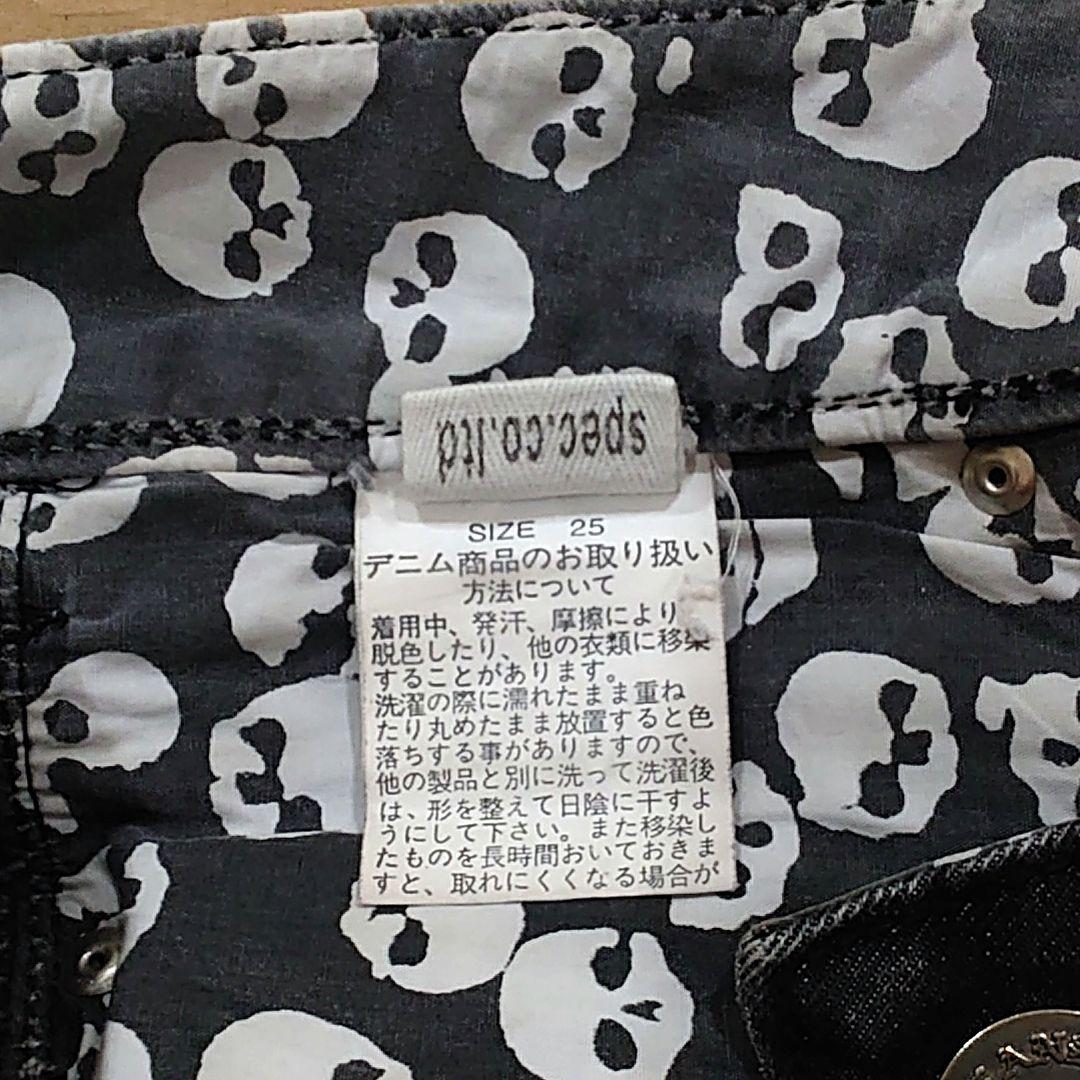 spec.co.ltd
SIZE 25
デニム商品のお取り扱い
方法について
着用中、発汗、摩擦により
脱色したり、他の衣類に移染
することがあります。
洗濯の際に濡れたまま重ね
たり丸めたまま放置すると色
落ちする事がありますので、
他の製品と別に洗って洗濯後
は、形を整えて日陰に干すよ
うにして下さい。また移染し
たものを長時間おいておきま
すと、取れにくくなる場合が